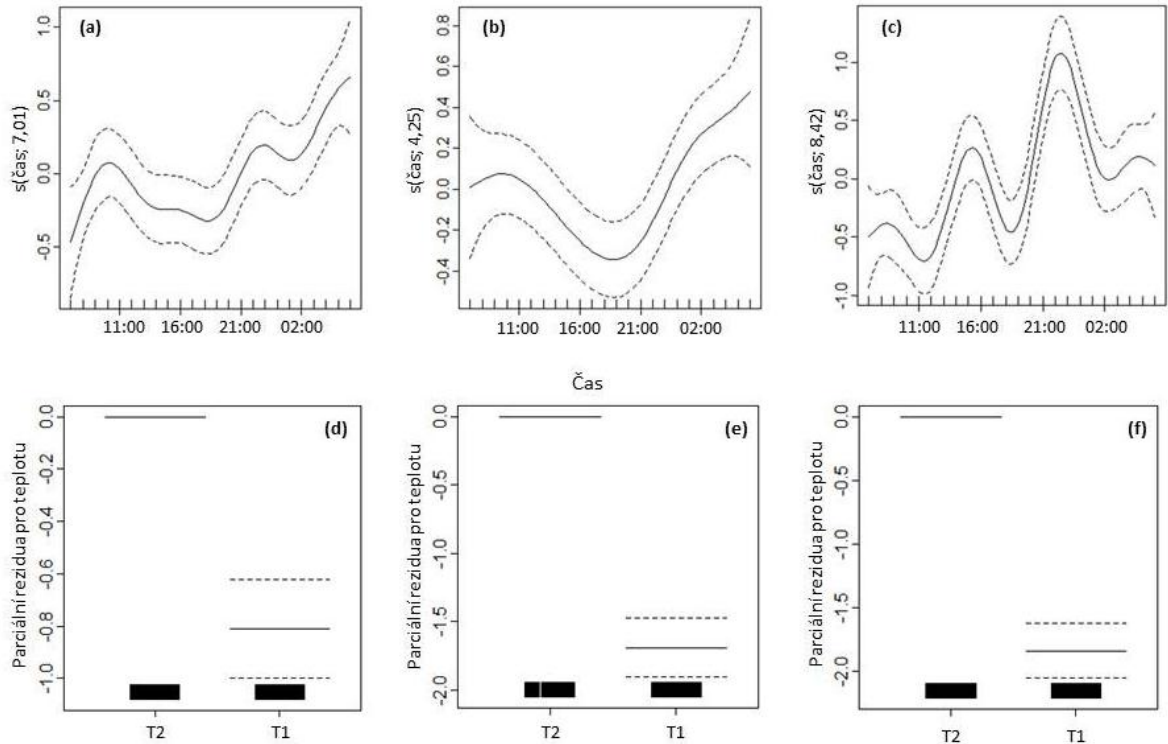 (a)
s(čas; 7,01)
1.0
0.5
0.0
-0.5
11:00 16:00 21:00 02:00
(b)
s(čas; 4,25)
0.8
0.6
0.4
0.2
0.0
-0.2
-0.4
11:00 16:00 21:00 02:00
(c)
s(čas; 8,42)
1.0
0.5
0.0
-0.5
-1.0
11:00 16:00 21:00 02:00
Čas
(d)
Parciální rezidua pro teplotu
0.0
-0.2
-0.4
-0.6
-0.8
-1.0
T2 T1
(e)
Parciální rezidua pro teplotu
0.0
-0.5
-1.0
-1.5
-2.0
T2 T1
(f)
Parciální rezidua pro teplotu
0.0
-0.5
-1.0
-1.5
-2.0
T2 T1